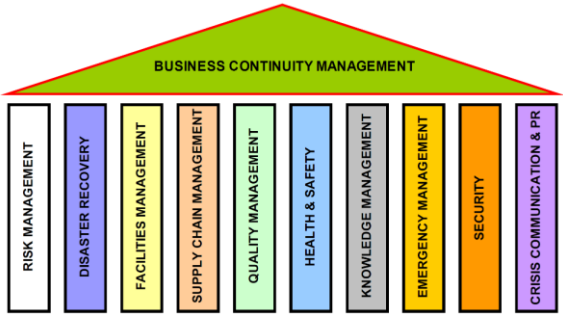 BUSINESS CONTINUITY MANAGEMENT
RISK MANAGEMENT
DISASTER RECOVERY
FACILITIES MANAGEMENT
SUPPLY CHAIN MANAGEMENT
QUALITY MANAGEMENT
HEALTH & SAFETY
KNOWLEDGE MANAGEMENT
EMERGENCY MANAGEMENT
SECURITY
CRISIS COMMUNICATION & PR